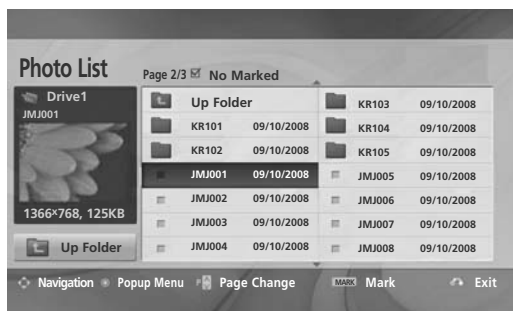 Photo List
Page 2/3 No Marked
Drive1
JMJ001
1366×768, 125KB
Up Folder
Up Folder
KR101 09/10/2008
KR102 09/10/2008
JMJ001 09/10/2008
JMJ002 09/10/2008
JMJ003 09/10/2008
JMJ004 09/10/2008
KR103 09/10/2008
KR104 09/10/2008
KR105 09/10/2008
JMJ005 09/10/2008
JMJ006 09/10/2008
JMJ007 09/10/2008
JMJ008 09/10/2008
Navigation Popup Menu P Page Change MARK Mark Exit